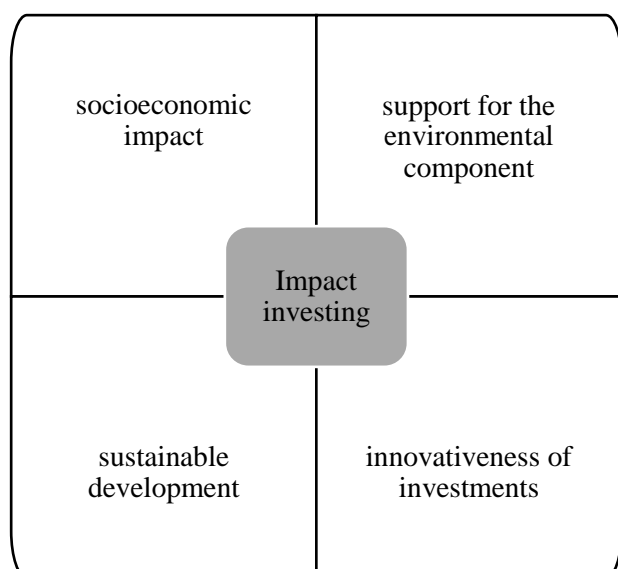 socioeconomic
impact
support for the
environmental
component
Impact
investing
sustainable
development
innovativeness of
investments